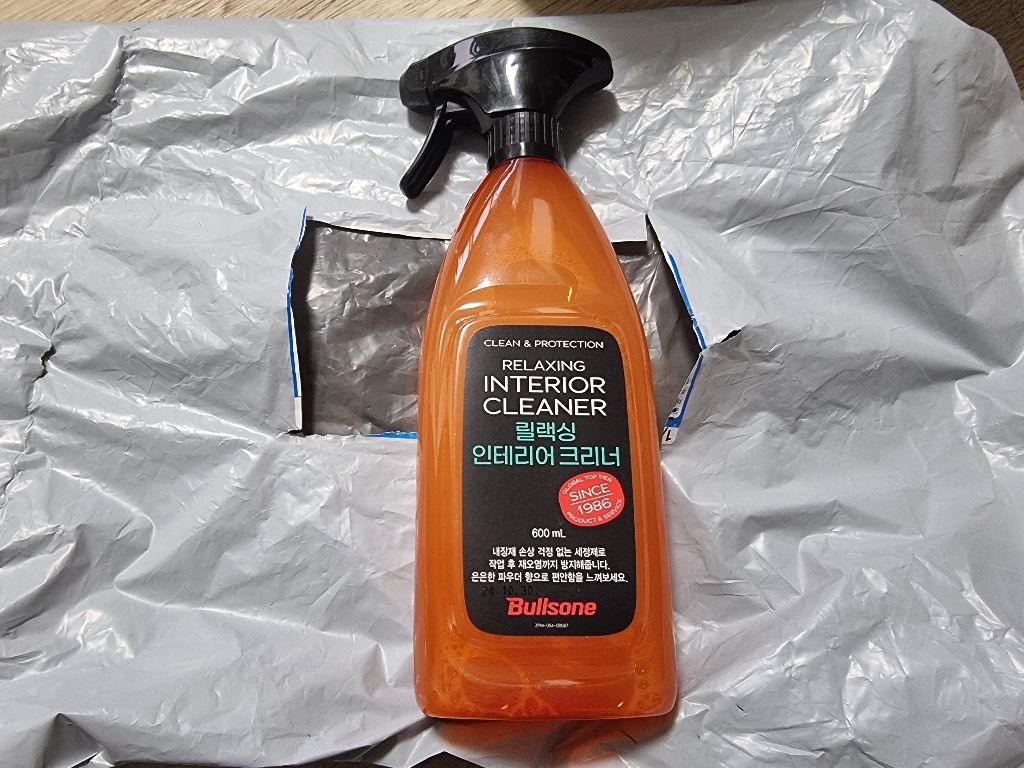 CLEAN & PROTECTION
RELAXING
INTERIOR
CLEANER
릴랙싱
인테리어 크리너
GLOBAL TOP TIER
SINCE
1986
PRODUCT & SERVICE
600 mL
내장재 손상 걱정 없는 세정제로
작업 후 재오염까지 방지해줍니다.
은은한 파우더 향으로 편안함을 느껴보세요.
24.10.30.
Bullsone